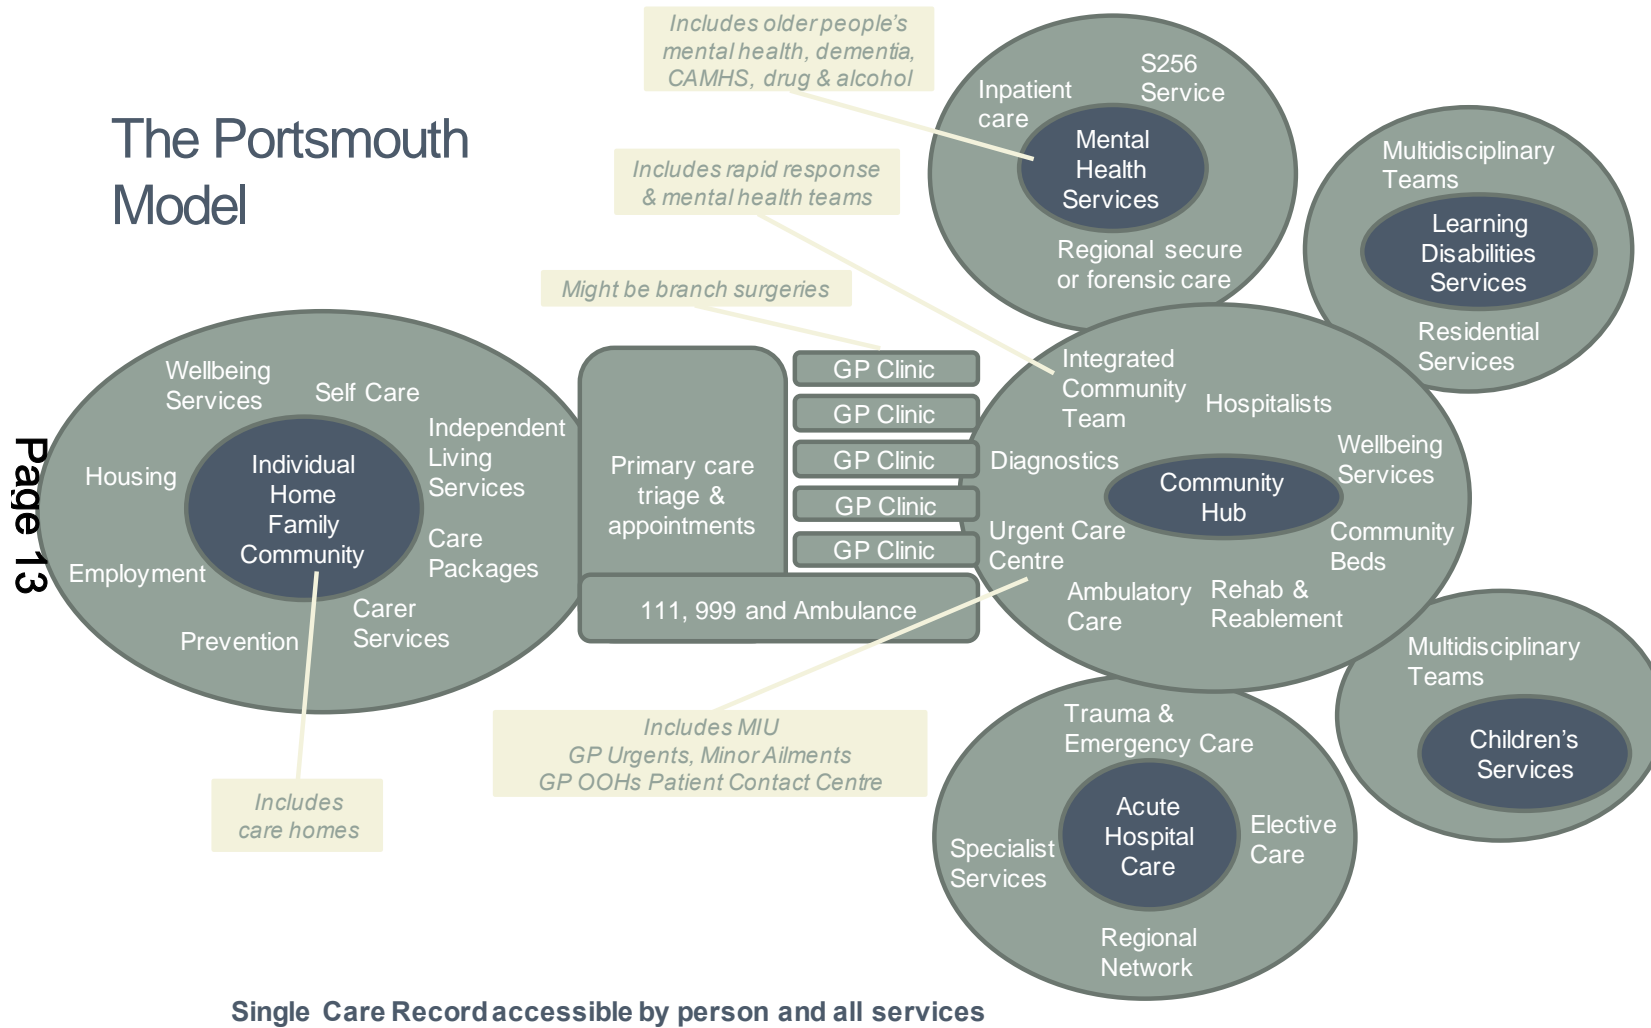 The Portsmouth
Model
Includes older people's
mental health, dementia,
CAMHS, drug & alcohol
Includes rapid response
& mental health teams
Might be branch surgeries
Inpatient
care
S256
Service
Mental
Health
Services
Regional secure
or forensic care
Multidisciplinary
Teams
Learning
Disabilities
Services
Residential
Services
Wellbeing
Services
Self Care
Independent
Living
Services
Housing
Individual
Home
Family
Community
Care
Packages
Employment
Carer
Services
Prevention
Includes
care homes
Primary care
triage &
appointments
GP Clinic
GP Clinic
GP Clinic
GP Clinic
GP Clinic
111, 999 and Ambulance
Integrated
Community
Team
Hospitalists
Diagnostics
Wellbeing
Services
Community
Hub
Urgent Care
Centre
Community
Beds
Ambulatory
Care
Rehab &
Reablement
Includes MIU
GP Urgents, Minor Ailments
GP OOHs Patient Contact Centre
Multidisciplinary
Teams
Children's
Services
Trauma &
Emergency Care
Acute
Hospital
Care
Elective
Care
Specialist
Services
Regional
Network
Single Care Record accessible by person and all services
Page 13